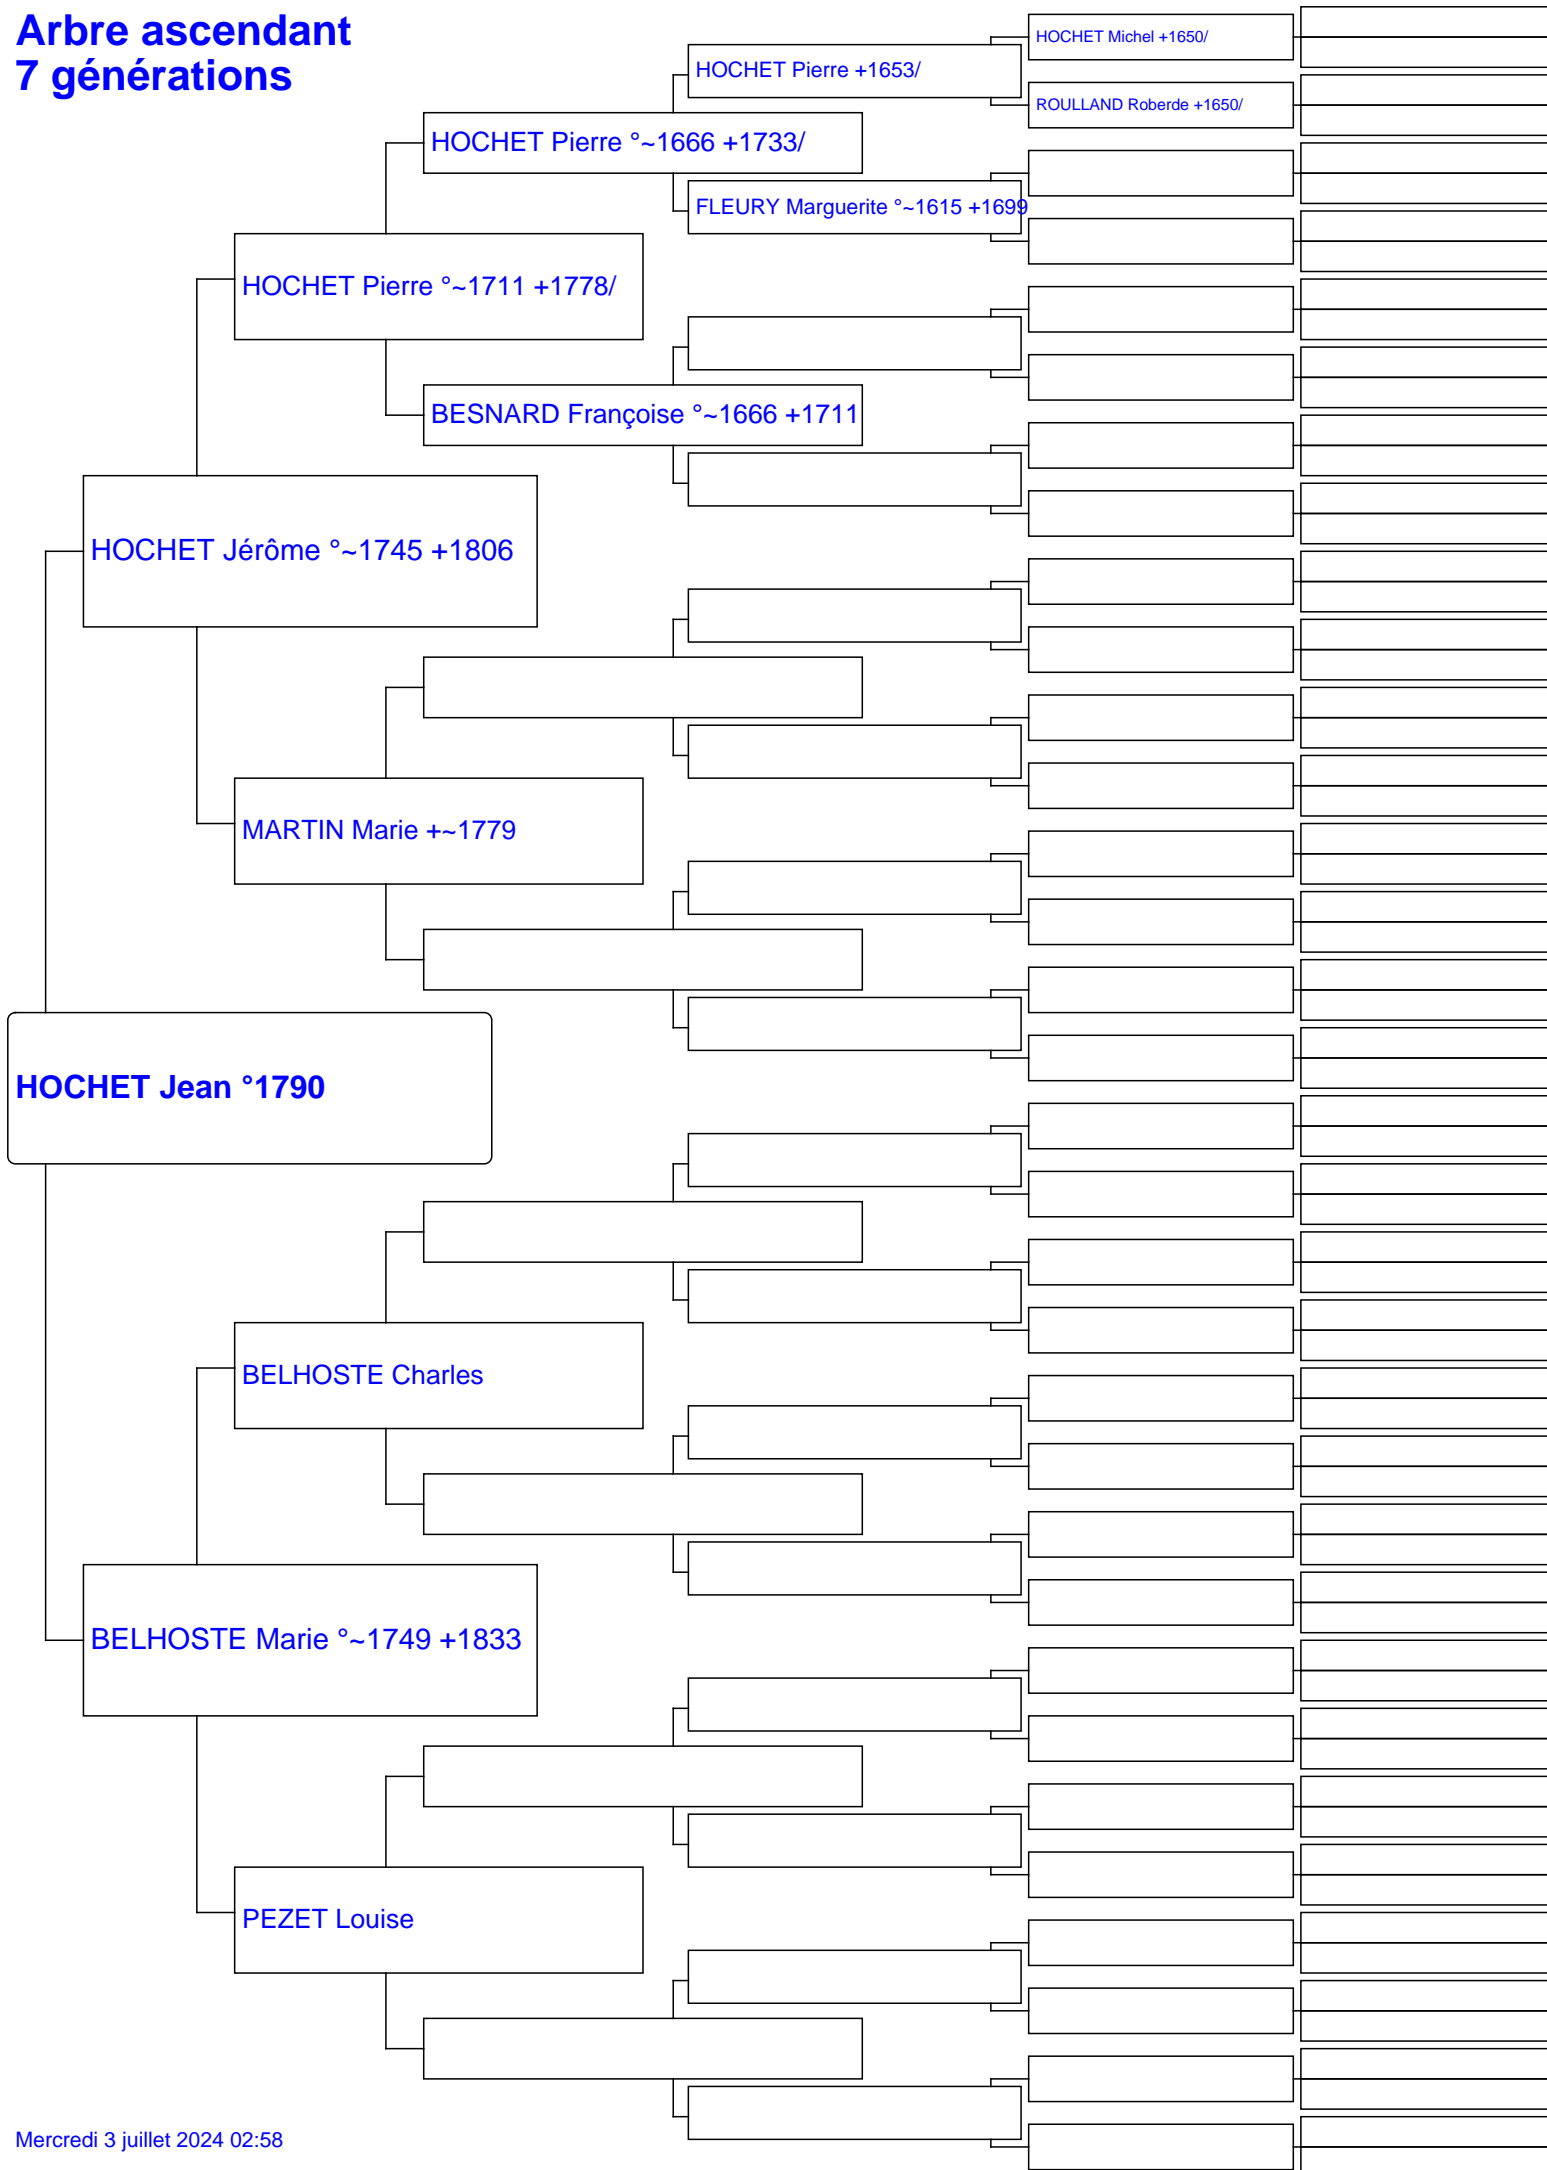 Arbre ascendant
7 générations
HOCHET Michel +1650/
HOCHET Pierre +1653/
ROULLAND Roberde +1650/
HOCHET Pierre °~1666 +1733/
FLEURY Marguerite °~1615 +1699
HOCHET Pierre °~1711 +1778/
BESNARD Françoise °~1666 +1711
HOCHET Jérôme °~1745 +1806
MARTIN Marie +~1779
HOCHET Jean °1790
BELHOSTE Charles
BELHOSTE Marie °~1749 +1833
PEZET Louise
Mercredi 3 juillet 2024 02:58